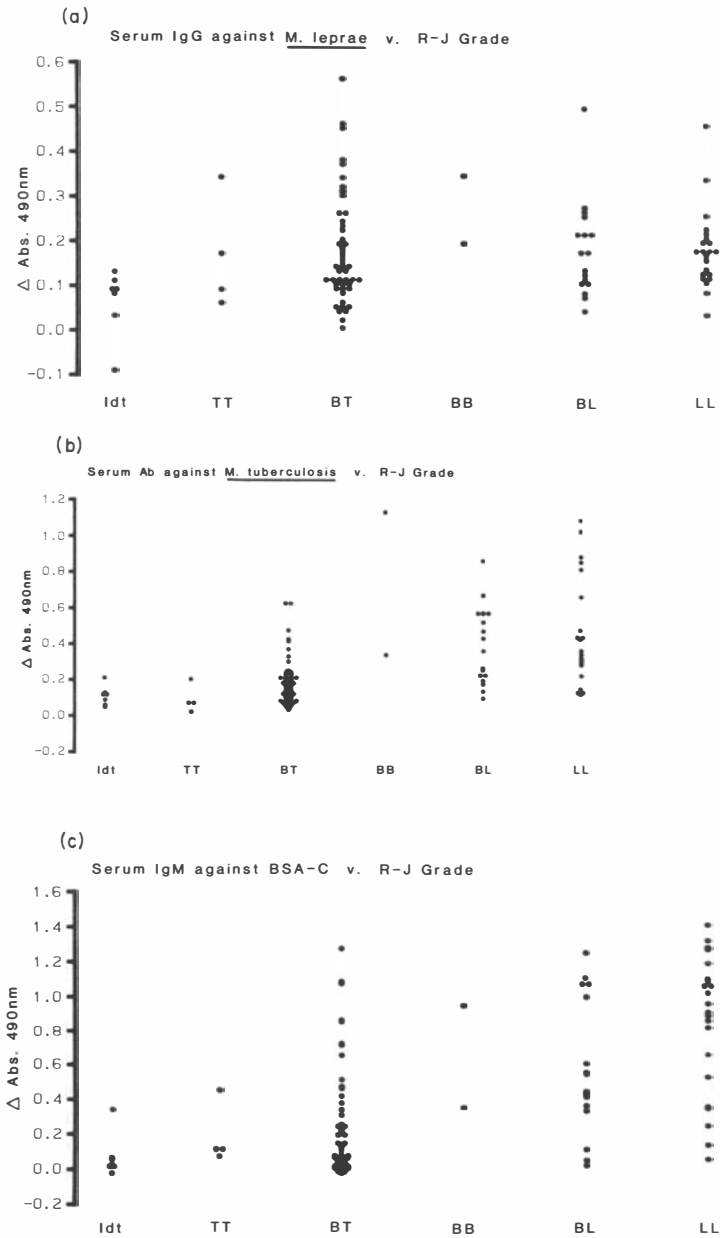 (a)
Serum IgG against M. leprae v. R-J Grade
0.6
0.5
0.4
0.3
0.2
0.1
0.0
-0.1
Δ Abs. 490nm
Idt TT BT BB BL LL
(b)
Serum Ab against M. tuberculosis v. R-J Grade
1.2
1.0
0.8
0.6
0.4
0.2
0.0
-0.2
Δ Abs. 490nm
Idt TT BT BB BL LL
(c)
Serum IgM against BSA-C v. R-J Grade
1.6
1.4
1.2
1.0
0.8
0.6
0.4
0.2
0.0
-0.2
Δ Abs. 490nm
Idt TT BT BB BL LL